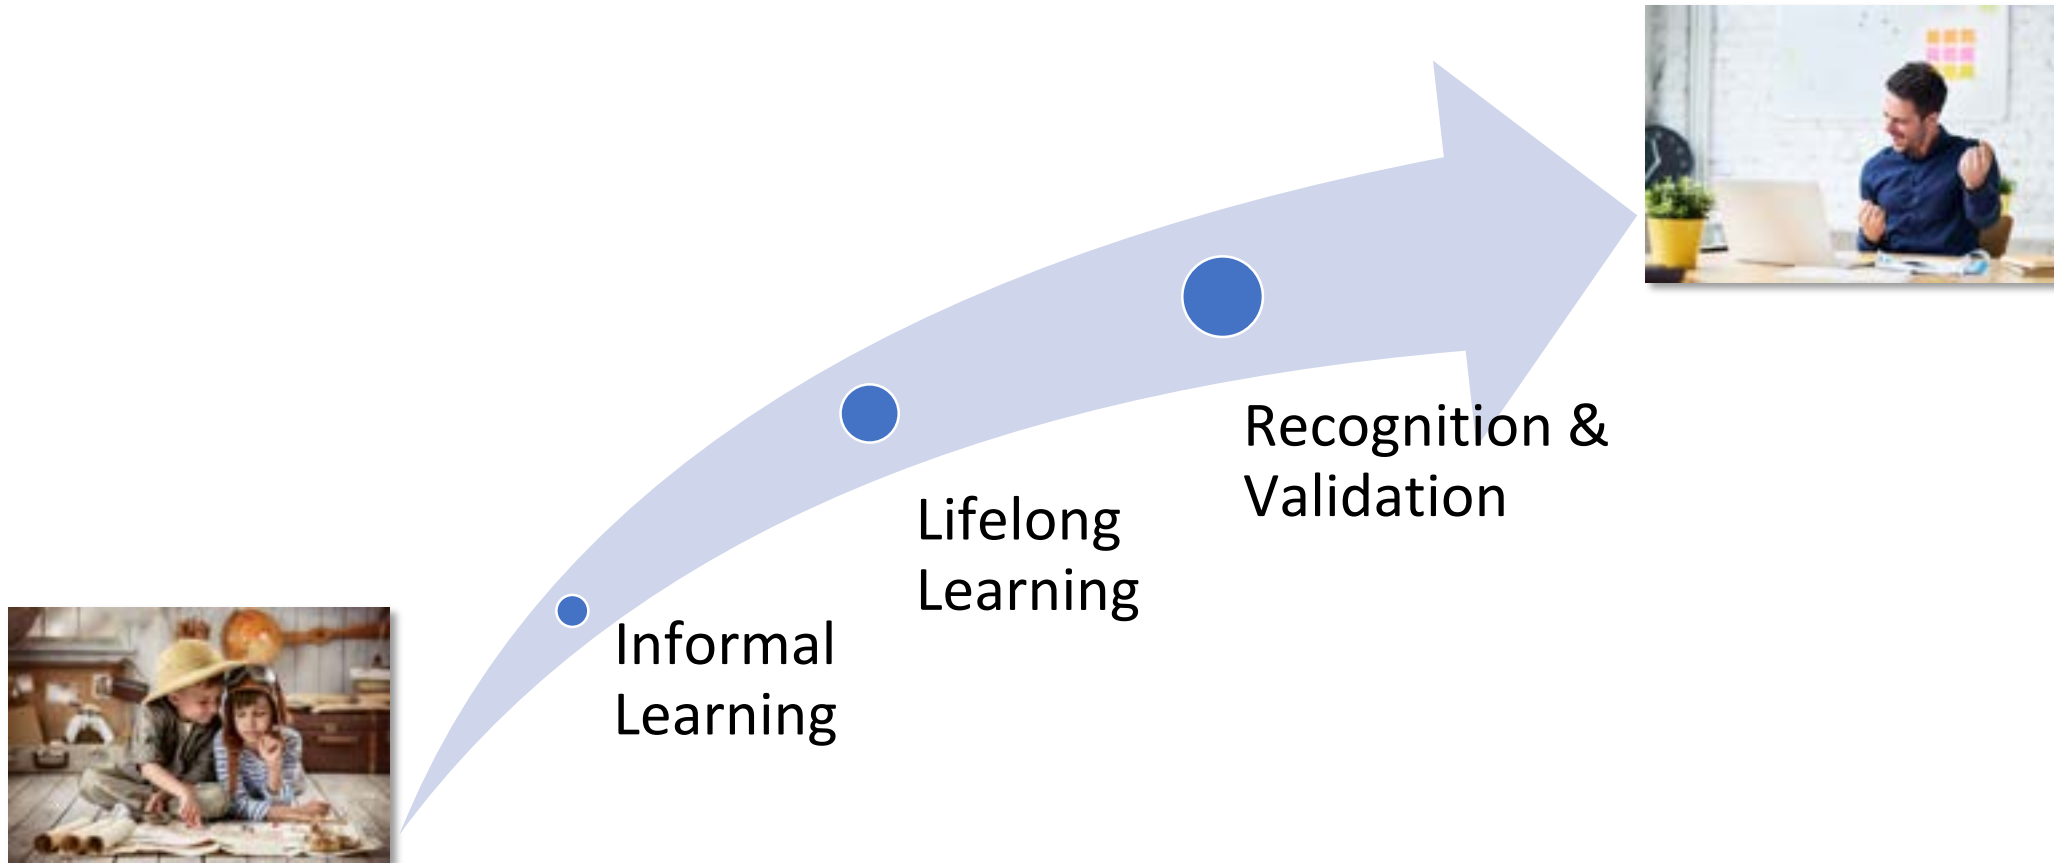 Informal
Learning
Lifelong
Learning
Recognition &
Validation